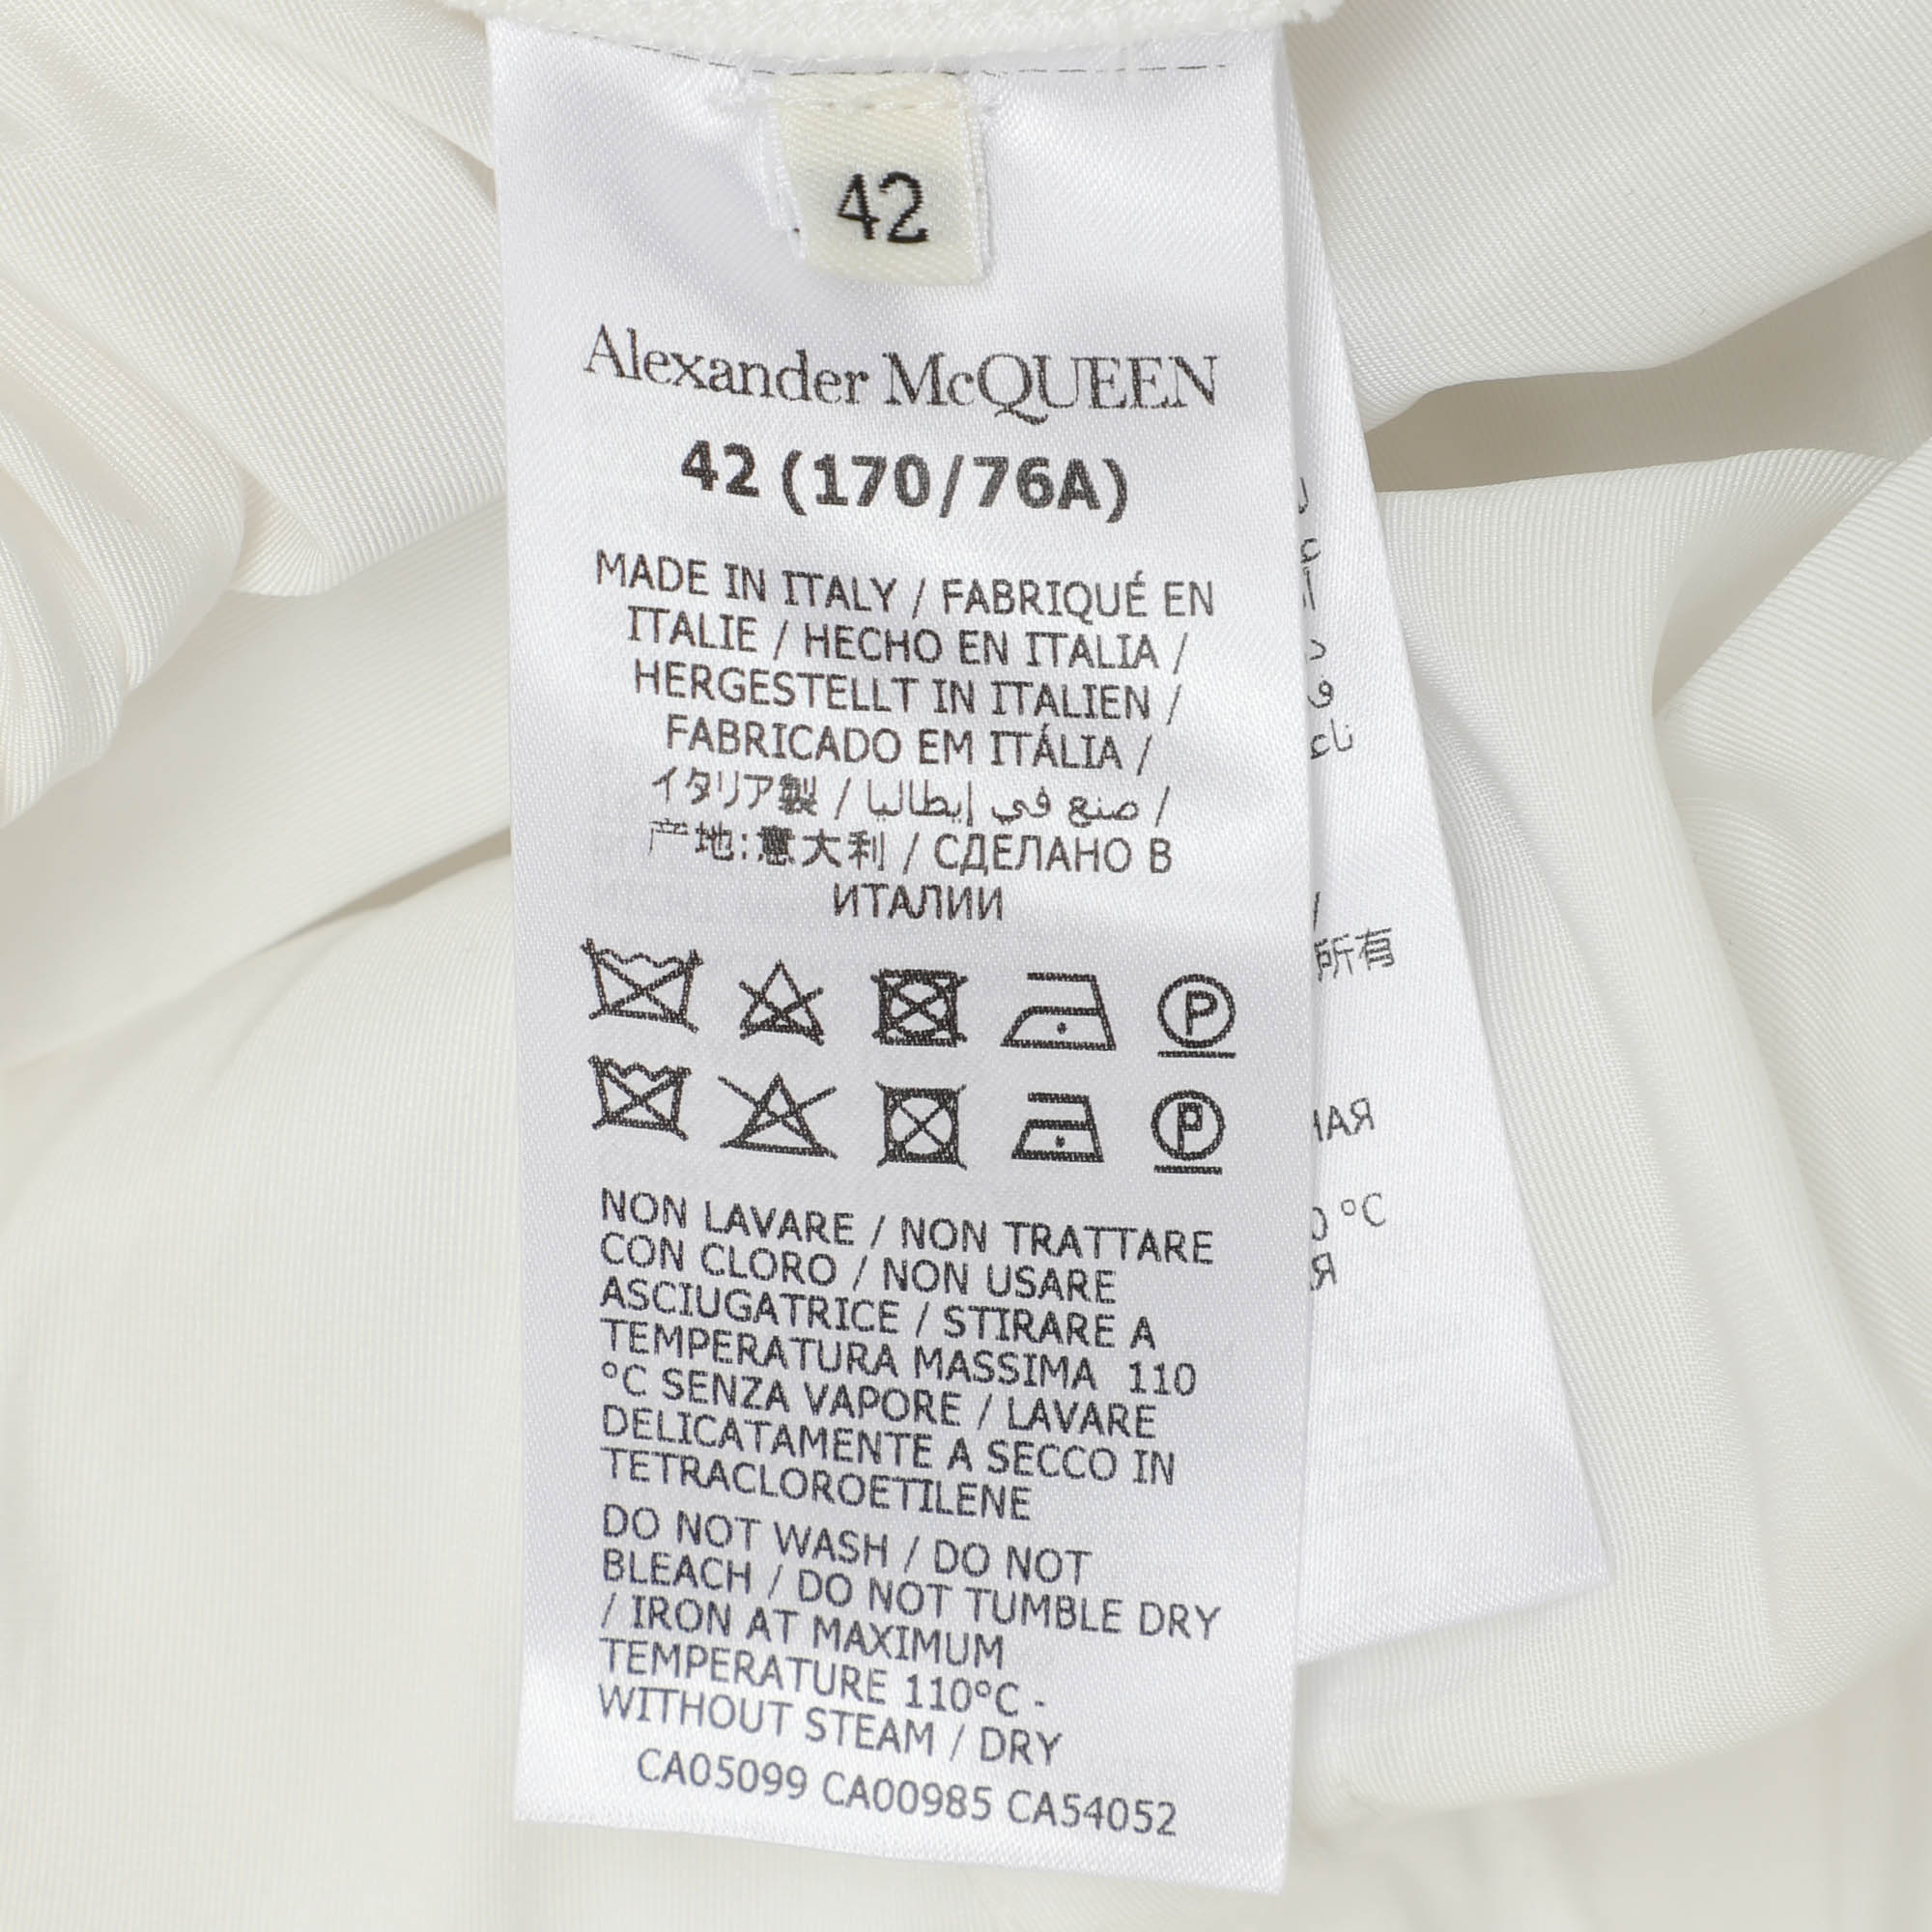 42
Alexander McQUEEN
42 (170/76A)
MADE IN ITALY / FABRIQUÉ EN
ITALIE / HECHO EN ITALIA /
HERGESTELLT IN ITALIEN /
FABRICADO EM ITÁLIA /
イタリア製 / صنع في إيطاليا /
产地:意大利 / СДЕЛАНО В
ИТАЛИИ
P
P
NON LAVARE / NON TRATTARE
CON CLORO / NON USARE
ASCIUGATRICE / STIRARE A
TEMPERATURA MASSIMA 110
°C SENZA VAPORE / LAVARE
DELICATAMENTE A SECCO IN
TETRACLOROETILENE
DO NOT WASH / DO NOT
BLEACH / DO NOT TUMBLE DRY
/ IRON AT MAXIMUM
TEMPERATURE 110°C -
WITHOUT STEAM / DRY
CA05099 CA00985 CA54052
所有
°C